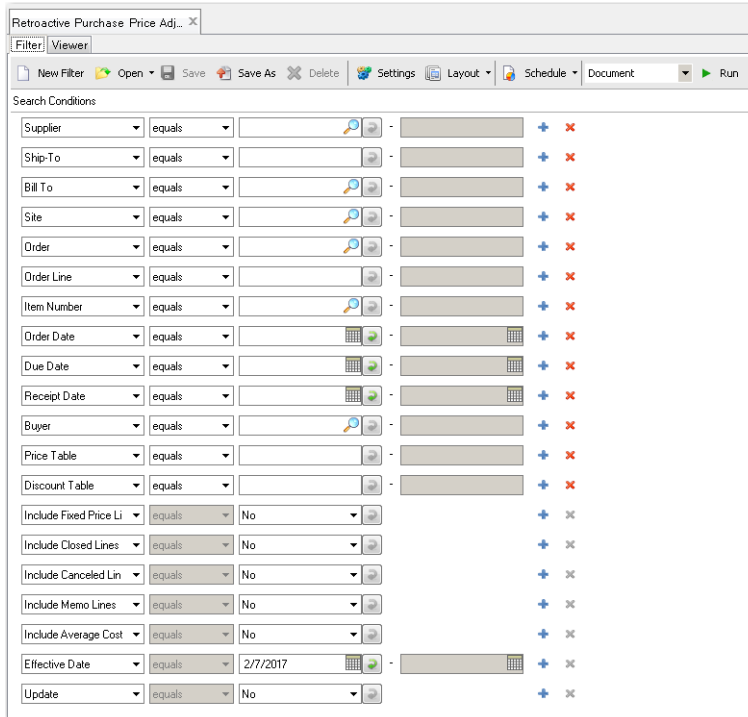 Retroactive Purchase Price Adj...
Filter Viewer
New Filter Open Save Save As Delete Settings Layout Schedule Document Run
Search Conditions
Supplier equals -
Ship-To equals -
Bill To equals -
Site equals -
Order equals -
Order Line equals -
Item Number equals -
Order Date equals -
Due Date equals -
Receipt Date equals -
Buyer equals -
Price Table equals -
Discount Table equals -
Include Fixed Price Li equals No
Include Closed Lines equals No
Include Canceled Lin equals No
Include Memo Lines equals No
Include Average Cost equals No
Effective Date equals 2/7/2017 -
Update equals No